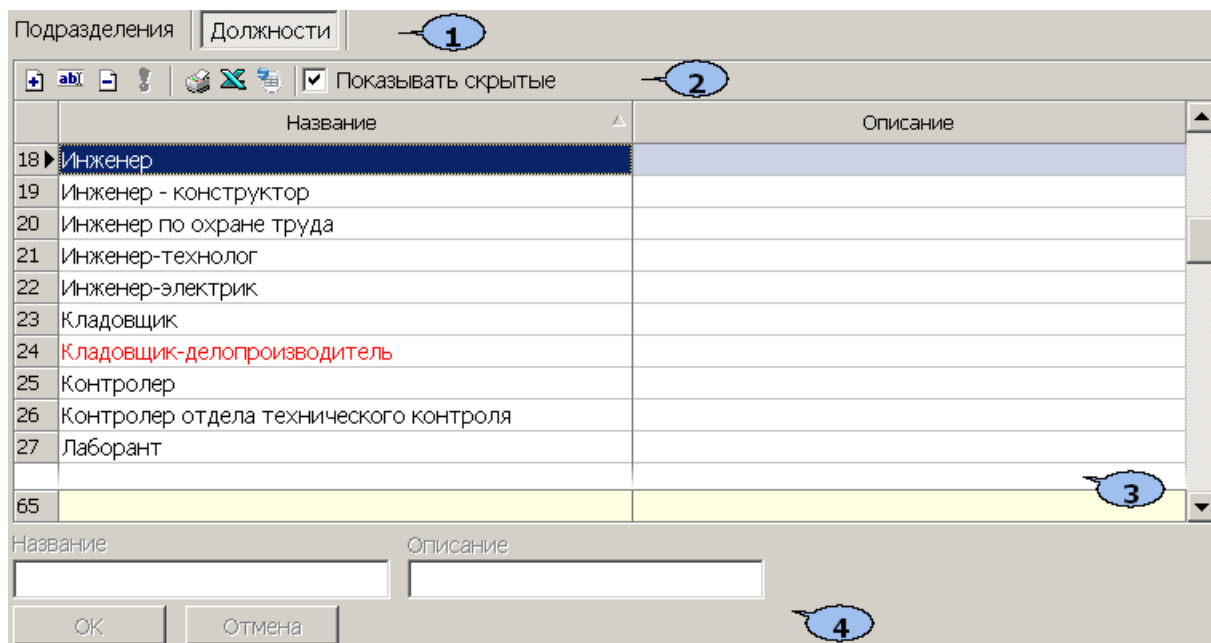 Подразделения Должности 1
abI Показывать скрытые 2
Название Описание
18 Инженер
19 Инженер - конструктор
20 Инженер по охране труда
21 Инженер-технолог
22 Инженер-электрик
23 Кладовщик
24 Кладовщик-делопроизводитель
25 Контролер
26 Контролер отдела технического контроля
27 Лаборант
3
65
Название Описание
OK Отмена 4